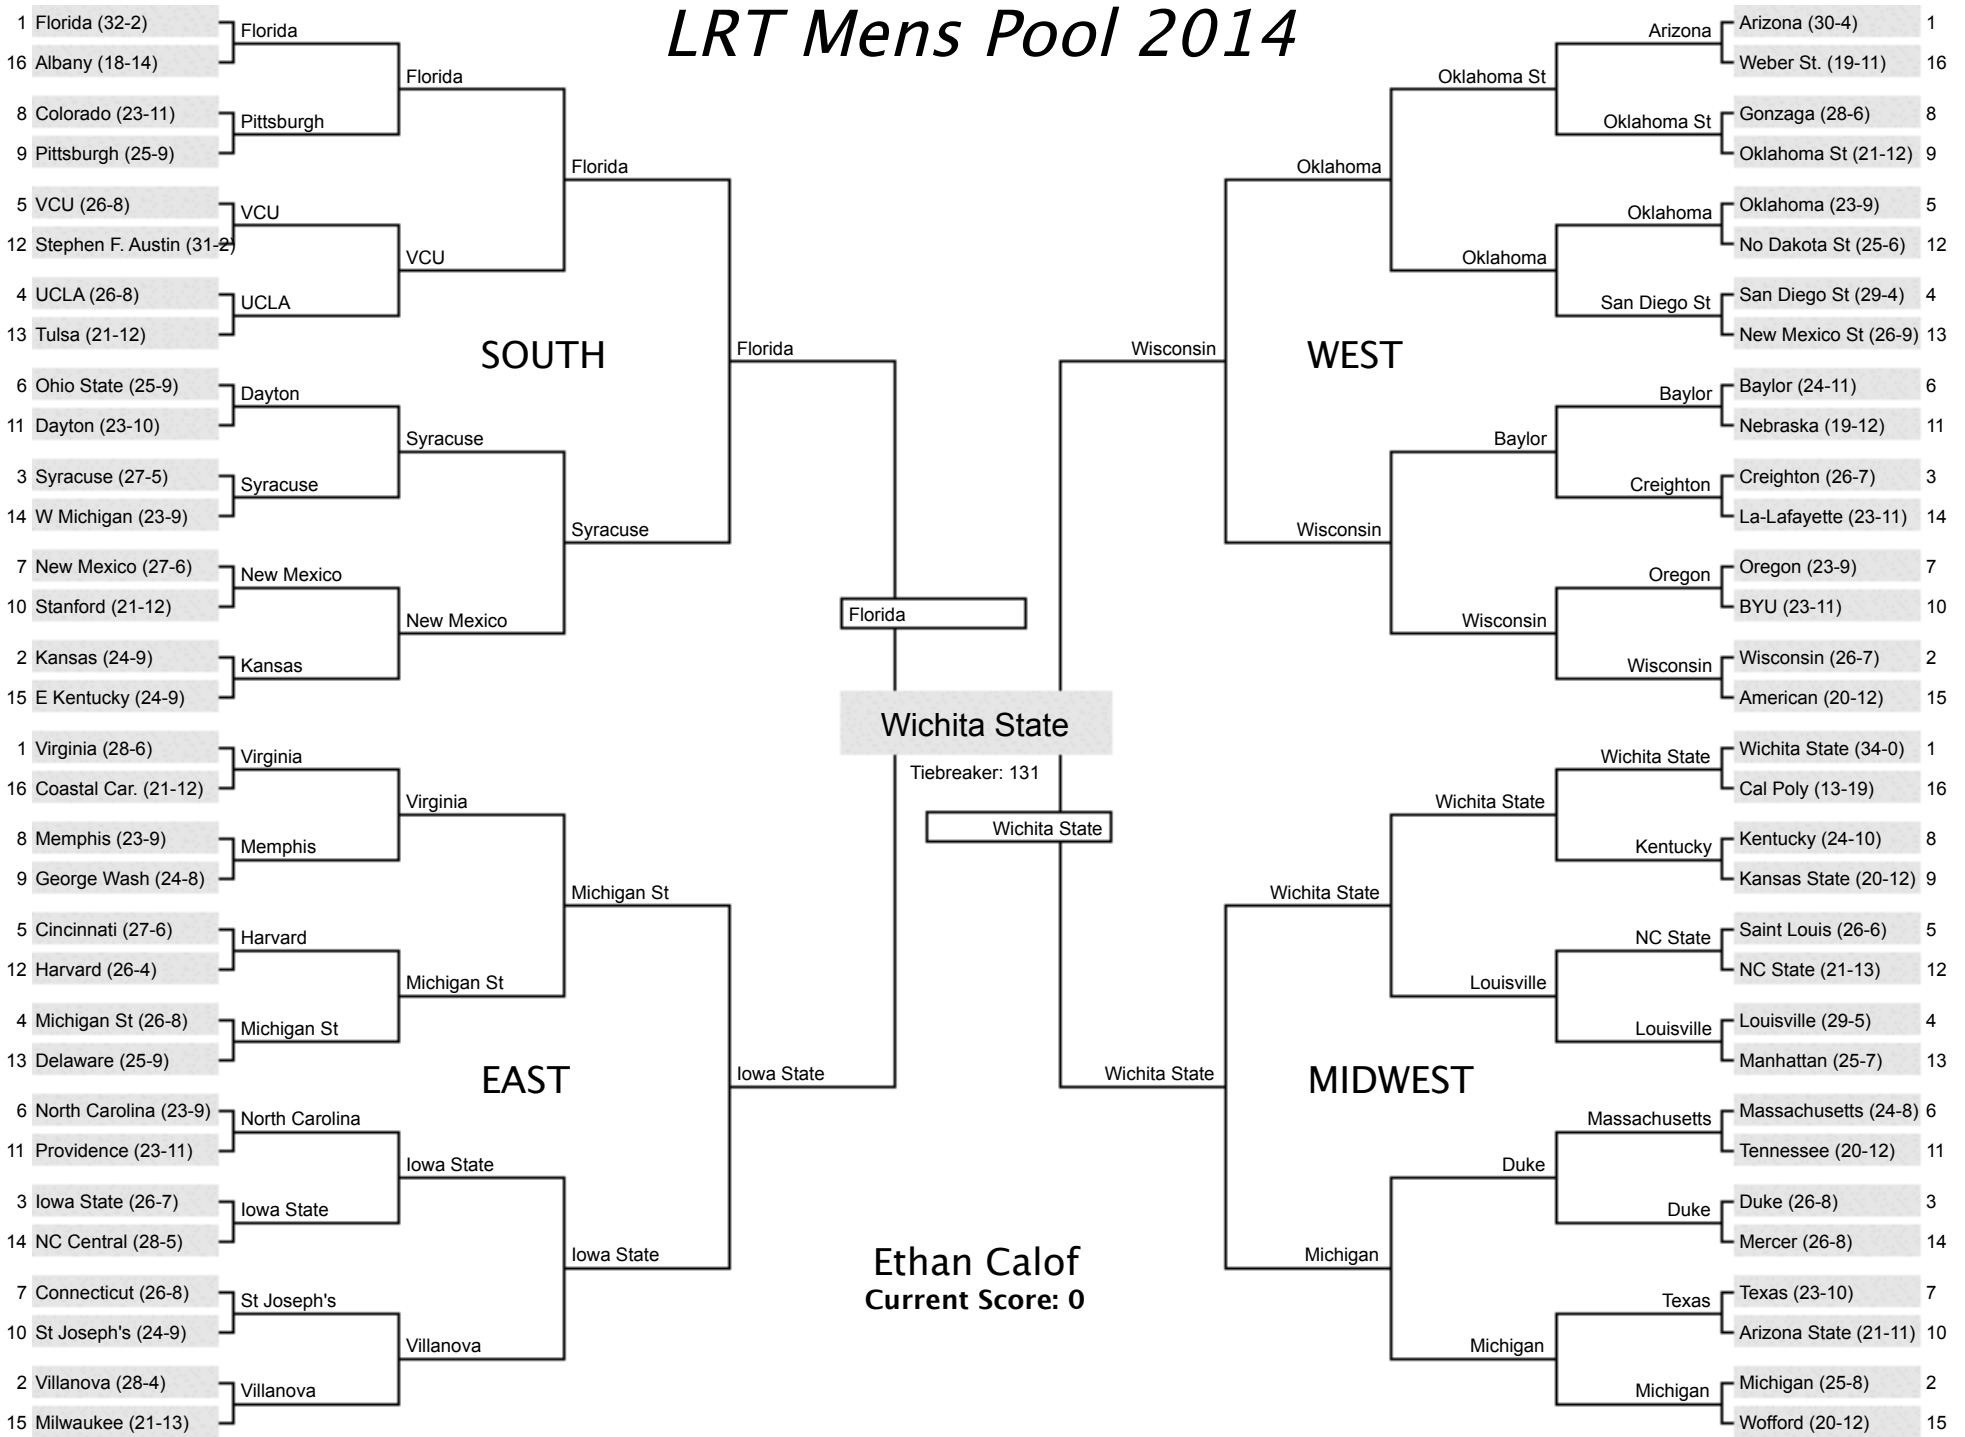 LRT Mens Pool 2014
1 Florida (32-2)
16 Albany (18-14)
8 Colorado (23-11)
9 Pittsburgh (25-9)
5 VCU (26-8)
12 Stephen F. Austin (31-2)
4 UCLA (26-8)
13 Tulsa (21-12)
6 Ohio State (25-9)
11 Dayton (23-10)
3 Syracuse (27-5)
14 W Michigan (23-9)
7 New Mexico (27-6)
10 Stanford (21-12)
2 Kansas (24-9)
15 E Kentucky (24-9)
Florida
Pittsburgh
VCU
UCLA
Dayton
Syracuse
New Mexico
Kansas
Florida
VCU
Syracuse
New Mexico
Florida
Syracuse
SOUTH
Florida
1 Virginia (28-6)
16 Coastal Car. (21-12)
8 Memphis (23-9)
9 George Wash (24-8)
5 Cincinnati (27-6)
12 Harvard (26-4)
4 Michigan St (26-8)
13 Delaware (25-9)
6 North Carolina (23-9)
11 Providence (23-11)
3 Iowa State (26-7)
14 NC Central (28-5)
7 Connecticut (26-8)
10 St Joseph's (24-9)
2 Villanova (28-4)
15 Milwaukee (21-13)
Virginia
Memphis
Harvard
Michigan St
North Carolina
Iowa State
St Joseph's
Villanova
Virginia
Michigan St
Iowa State
Villanova
Michigan St
Iowa State
EAST
Iowa State
Florida
Wichita State
Tiebreaker: 131
Wichita State
Ethan Calof
Current Score: 0
Arizona (30-4) 1
Weber St. (19-11) 16
Gonzaga (28-6) 8
Oklahoma St (21-12) 9
Oklahoma (23-9) 5
No Dakota St (25-6) 12
San Diego St (29-4) 4
New Mexico St (26-9) 13
Baylor (24-11) 6
Nebraska (19-12) 11
Creighton (26-7) 3
La-Lafayette (23-11) 14
Oregon (23-9) 7
BYU (23-11) 10
Wisconsin (26-7) 2
American (20-12) 15
Arizona
Oklahoma St
Oklahoma
San Diego St
Baylor
Creighton
Oregon
Wisconsin
Oklahoma St
Oklahoma
Baylor
Wisconsin
Oklahoma
Wisconsin
WEST
Wisconsin
Wichita State (34-0) 1
Cal Poly (13-19) 16
Kentucky (24-10) 8
Kansas State (20-12) 9
Saint Louis (26-6) 5
NC State (21-13) 12
Louisville (29-5) 4
Manhattan (25-7) 13
Massachusetts (24-8) 6
Tennessee (20-12) 11
Duke (26-8) 3
Mercer (26-8) 14
Texas (23-10) 7
Arizona State (21-11) 10
Michigan (25-8) 2
Wofford (20-12) 15
Wichita State
Kentucky
NC State
Louisville
Massachusetts
Duke
Texas
Michigan
Wichita State
Louisville
Duke
Michigan
Wichita State
Michigan
MIDWEST
Wichita State